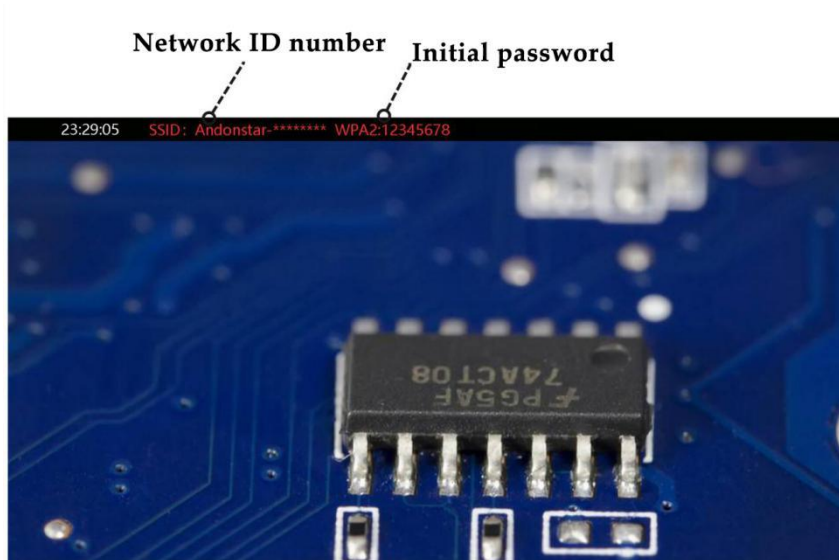 Network ID number
Initial password
23:29:05 SSID: Andonstar-******** WPA2:12345678
PG5AF
74ACT08